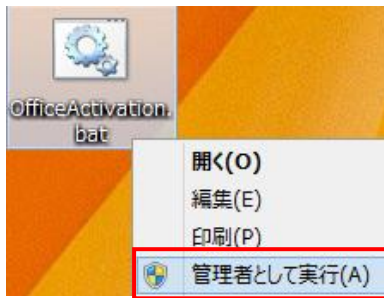 OfficeActivation.
bat
開く(O)
編集(E)
印刷(P)
管理者として実行(A)